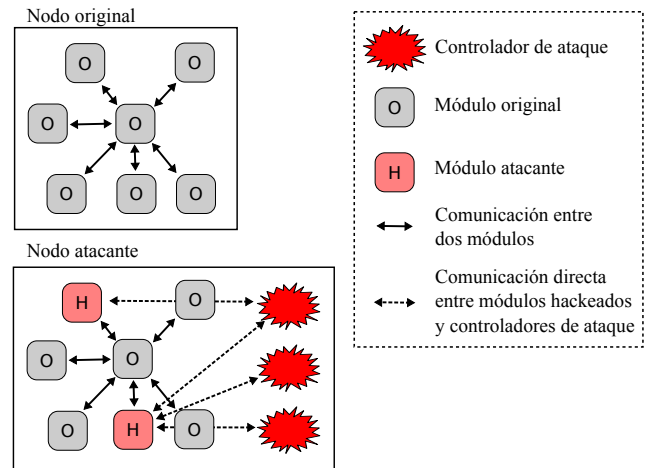 Nodo original
O
O
O
O
O
O
O
Nodo atacante
H
O
O
O
O
H
O
Controlador de ataque
O
Módulo original
H
Módulo atacante
Comunicación entre
dos módulos
Comunicación directa
entre módulos hackeados
y controladores de ataque